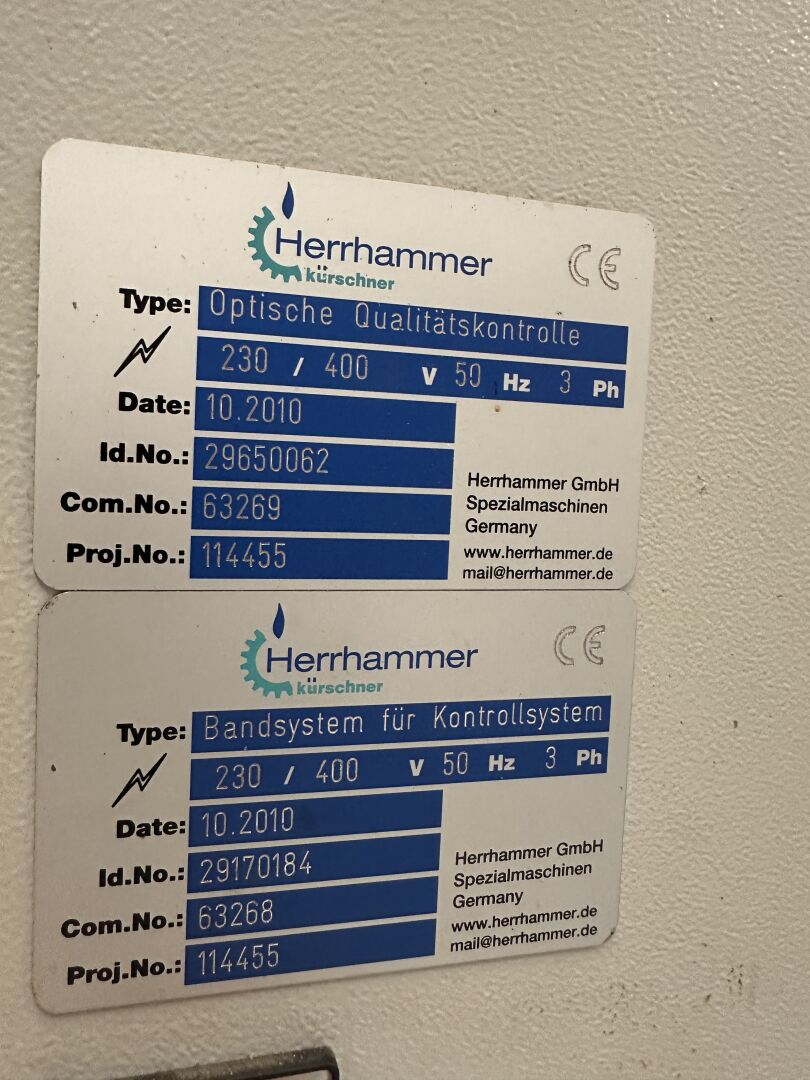 Herrhammer
kürschner
CE
Type: Optische Qualitätskontrolle
230 / 400 V 50 Hz 3 Ph
Date: 10.2010
Id.No.: 29650062
Com.No.: 63269
Proj.No.: 114455
Herrhammer GmbH
Spezialmaschinen
Germany
www.herrhammer.de
mail@herrhammer.de
Herrhammer
kürschner
CE
Type: Bandsystem für Kontrollsystem
230 / 400 V 50 Hz 3 Ph
Date: 10.2010
Id.No.: 29170184
Com.No.: 63268
Proj.No.: 114455
Herrhammer GmbH
Spezialmaschinen
Germany
www.herrhammer.de
mail@herrhammer.de